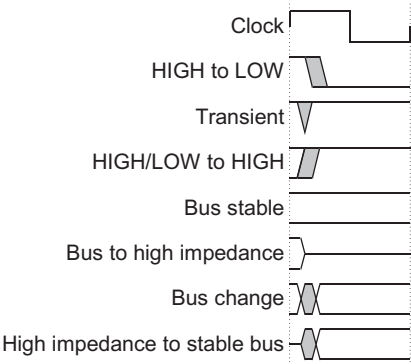 Clock
HIGH to LOW
Transient
HIGH/LOW to HIGH
Bus stable
Bus to high impedance
Bus change
High impedance to stable bus